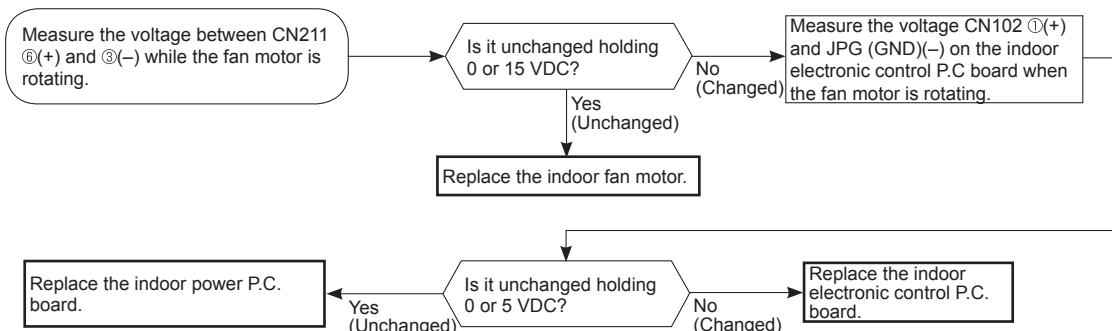 Measure the voltage between CN211
⑥(+) and ③(–) while the fan motor is
rotating.
Is it unchanged holding
0 or 15 VDC?
No
(Changed)
Measure the voltage CN102 ①(+)
and JPG (GND)(–) on the indoor
electronic control P.C board when
the fan motor is rotating.
Yes
(Unchanged)
Replace the indoor fan motor.
Is it unchanged holding
0 or 5 VDC?
Yes
(Unchanged)
Replace the indoor power P.C.
board.
No
(Changed)
Replace the indoor
electronic control P.C.
board.